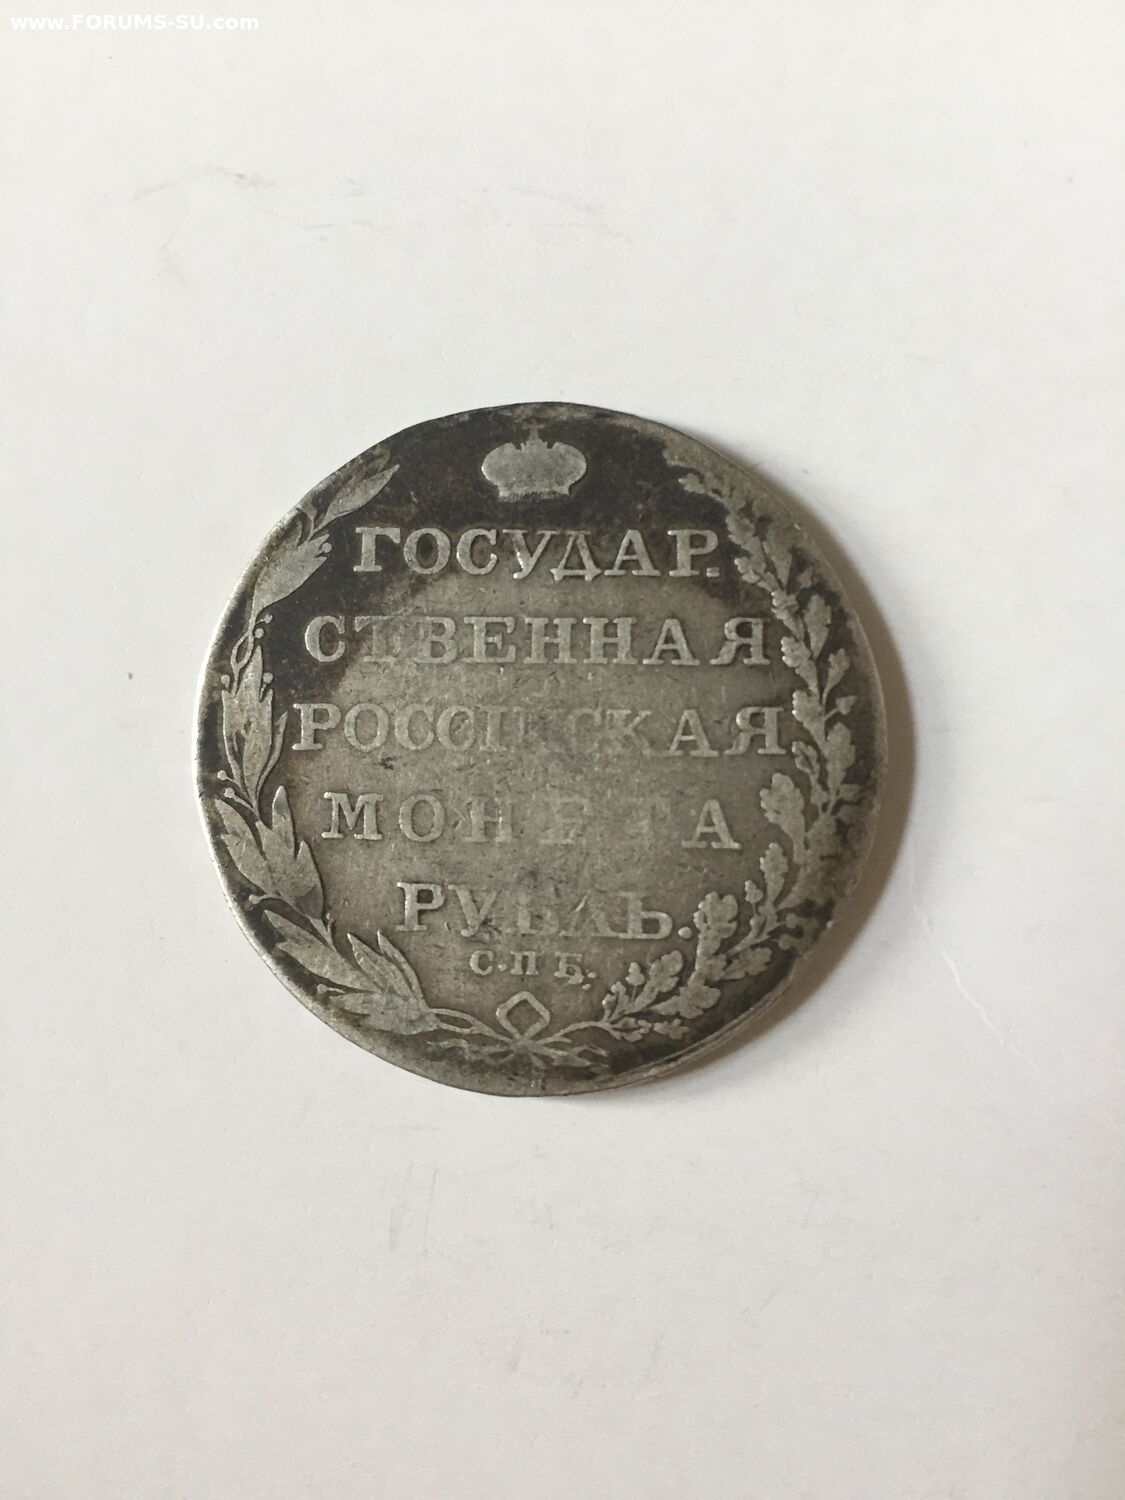 www.FORUMS-SU.com
ГОСУДАР.
СТВЕННАЯ
РОССІЙСКАЯ
МОНЕТА
РУБЛЬ.
С·П Б·